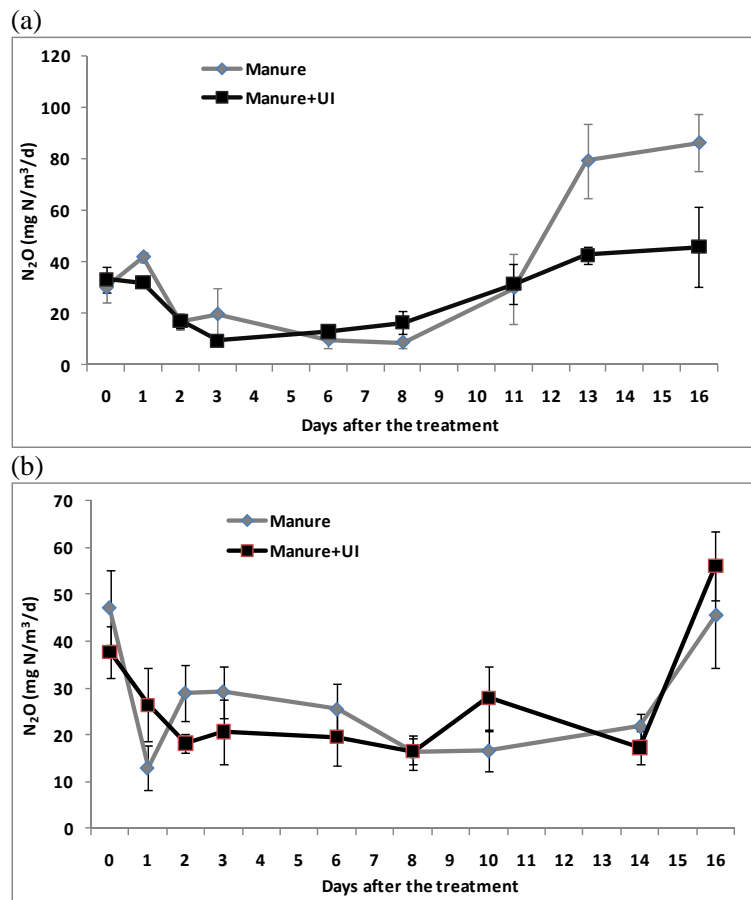 (a)
120
100
80
60
40
20
0
N₂O (mg N/m³/d)
Manure
Manure+UI
0 1 2 3 4 5 6 7 8 9 10 11 12 13 14 15 16
Days after the treatment
(b)
70
60
50
40
30
20
10
0
N₂O (mg N/m³/d)
Manure
Manure+UI
0 1 2 3 4 5 6 7 8 9 10 11 12 13 14 15 16
Days after the treatment